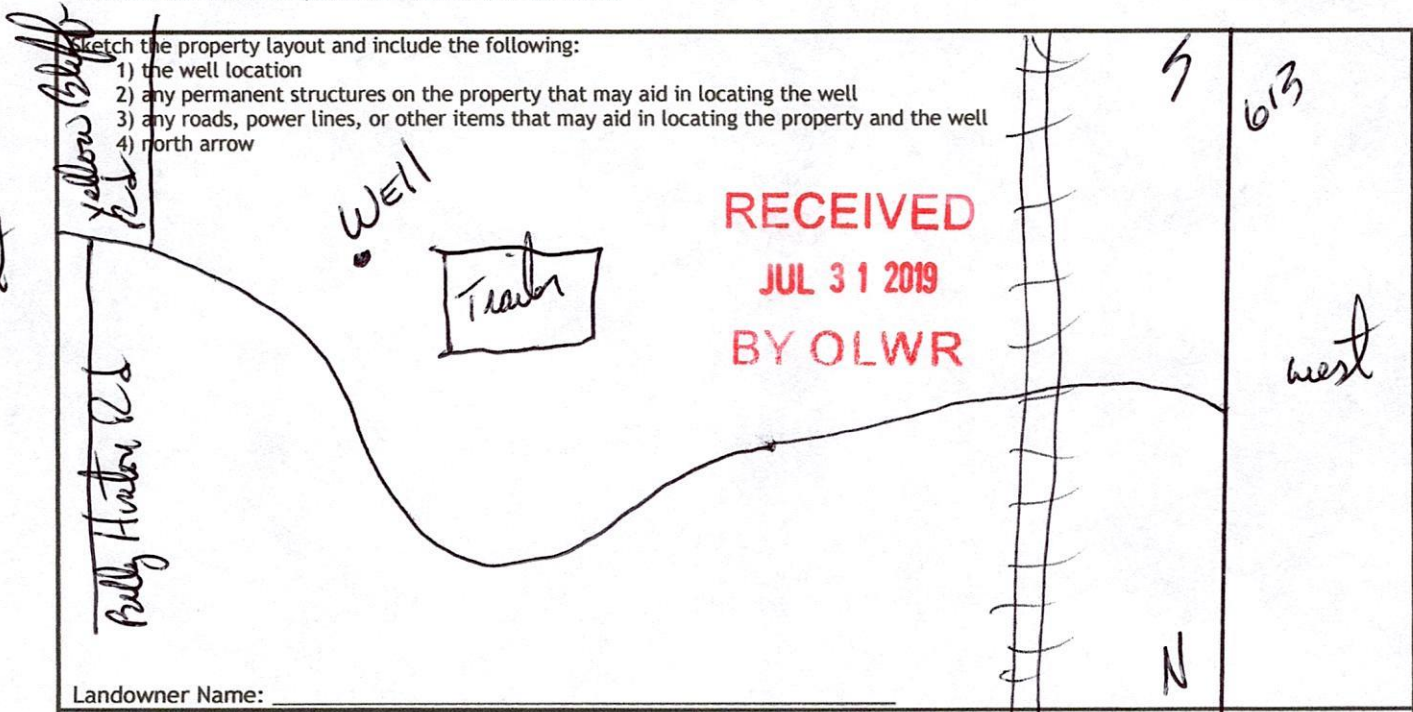 Sketch the property layout and include the following:
1) the well location
2) any permanent structures on the property that may aid in locating the well
3) any roads, power lines, or other items that may aid in locating the property and the well
4) north arrow
Yellow Bluff
Rd
Well
Trailer
RECEIVED
JUL 31 2019
BY OLWR
S
613
west
Billy Rd
N
Landowner Name: